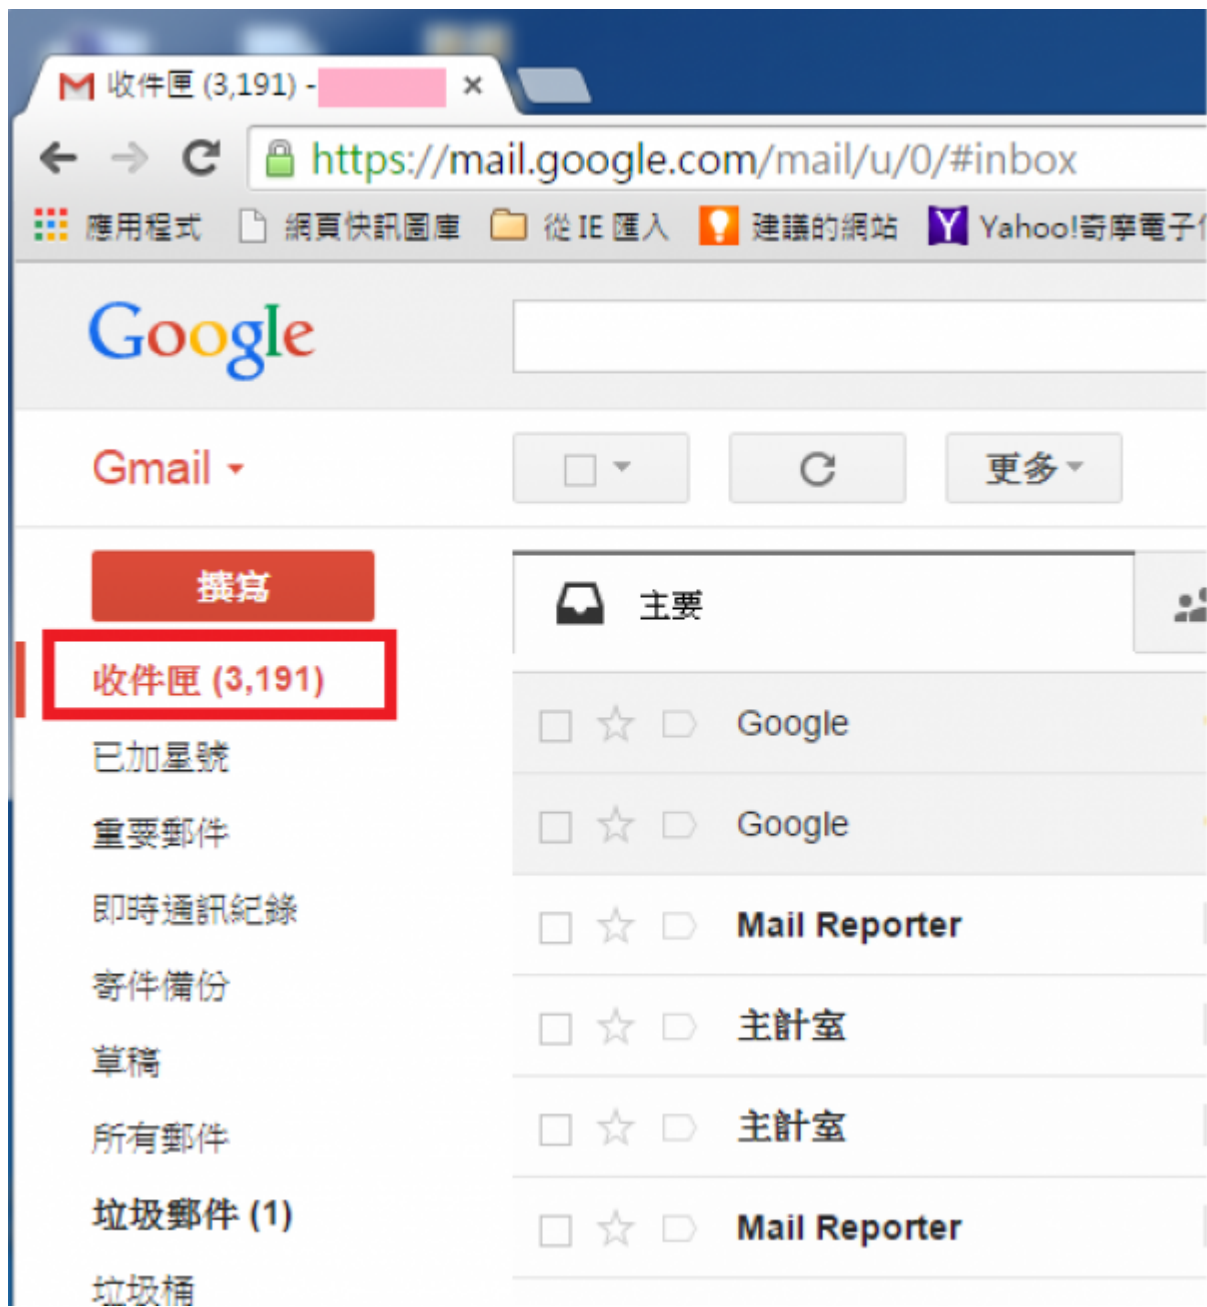 收件匣 (3,191) -
https://mail.google.com/mail/u/0/#inbox
應用程式 網頁快訊圖庫 從 IE 匯入 建議的網站 Yahoo!奇摩電子
Google
Gmail 更多
撰寫 主要
收件匣 (3,191)
Google
已加星號
重要郵件
Google
即時通訊紀錄
Mail Reporter
寄件備份
主計室
草稿
所有郵件
主計室
垃圾郵件 (1)
Mail Reporter
垃圾桶